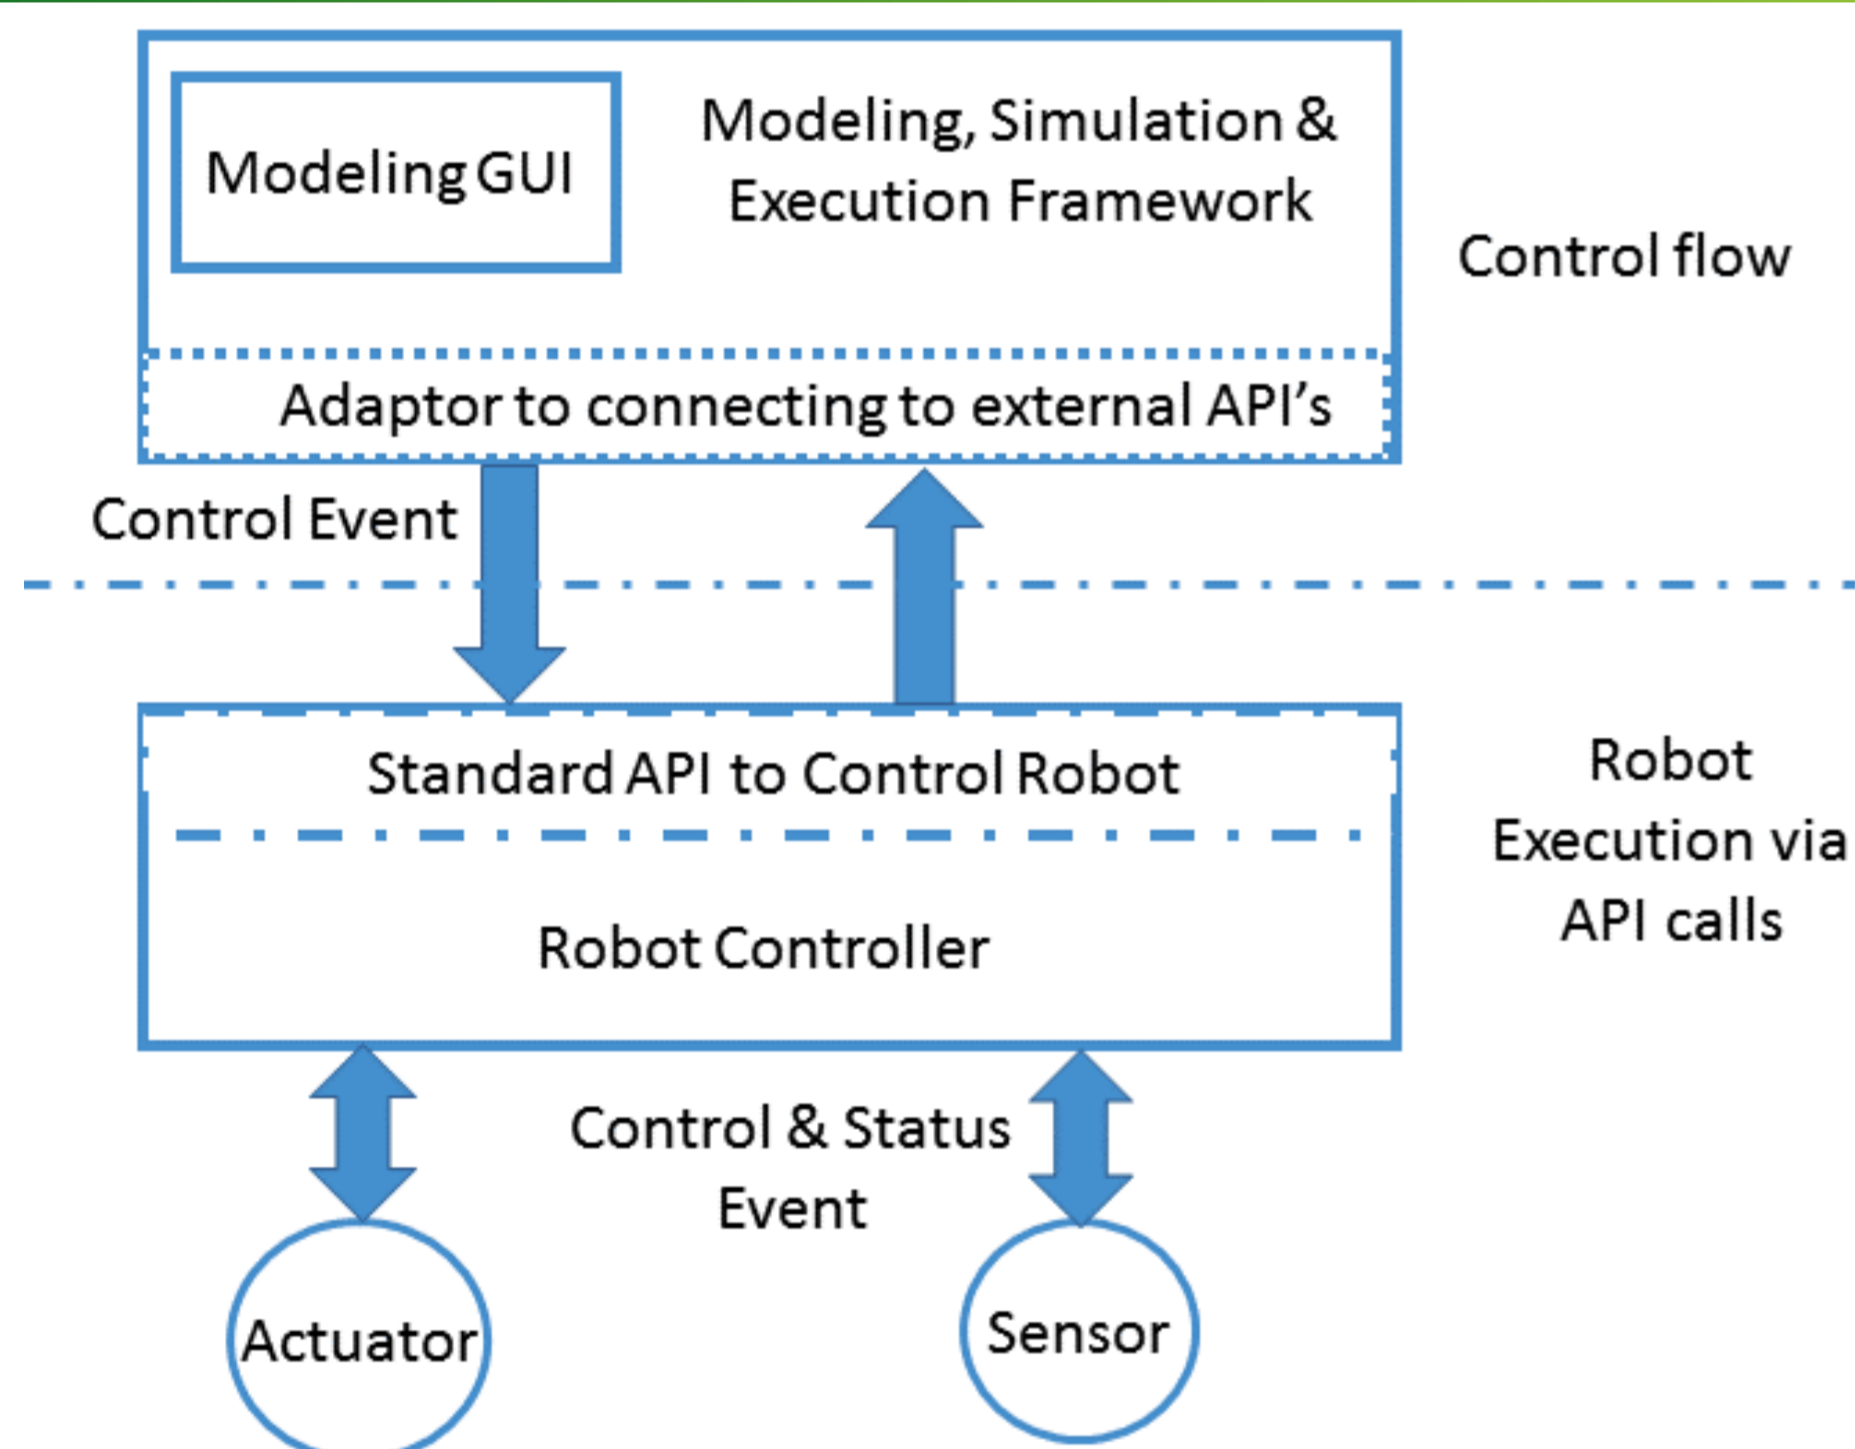 Modeling GUI
Modeling, Simulation &
Execution Framework
Control flow
Adaptor to connecting to external API’s
Control Event
Standard API to Control Robot
Robot Controller
Robot
Execution via
API calls
Control & Status
Event
Actuator
Sensor